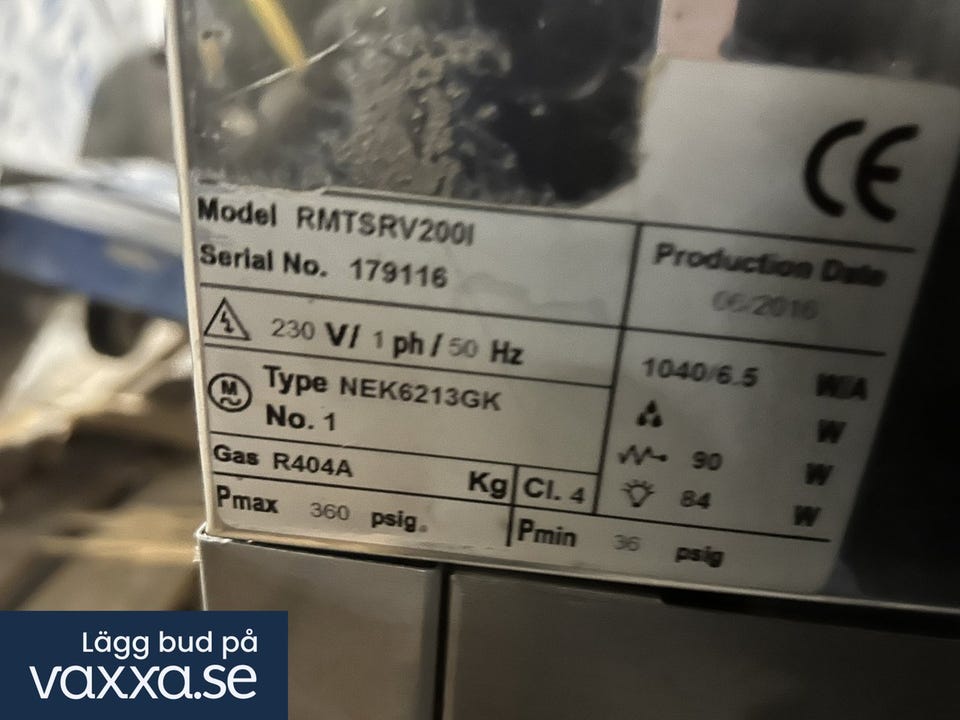 CE
Model RMTSRV200I
Serial No. 179116
Production Date
06/2016
230 V/ 1 ph / 50 Hz
1040/6.5 W/A
M
Type NEK6213GK
No. 1
W
90 W
84 W
Gas R404A Kg Cl. 4
Pmax 360 psig.
Pmin 36 psig
Lägg bud på
vaxxa.se